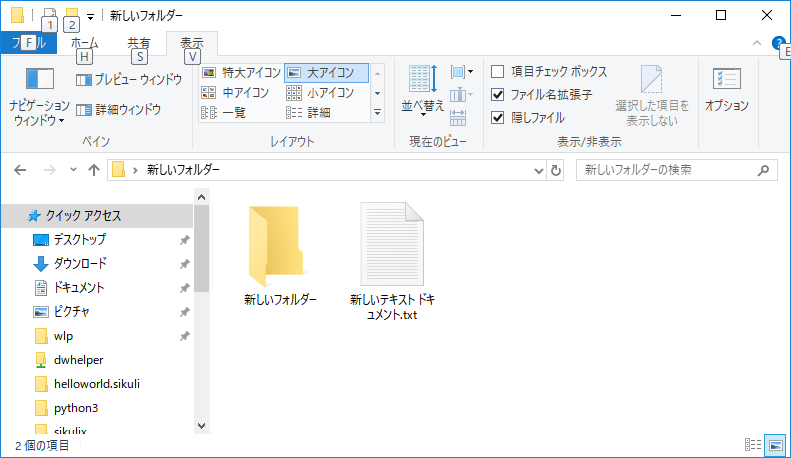 新しいフォルダー
1 2
ファイル ホーム 共有 表示
F H S V E
特大アイコン 大アイコン
中アイコン 小アイコン
一覧 詳細
ナビゲーション
ウィンドウ
プレビュー ウィンドウ
詳細ウィンドウ
並べ替え
項目チェック ボックス
ファイル名拡張子
隠しファイル
選択した項目を
表示しない
オプション
ペイン レイアウト 現在のビュー 表示/非表示
新しいフォルダー
新しいフォルダーの検索
クイック アクセス
デスクトップ
ダウンロード
ドキュメント
ピクチャ
wlp
dwhelper
helloworld.sikuli
python3
sikulix
新しいフォルダー
新しいテキスト ドキ
ュメント.txt
2 個の項目